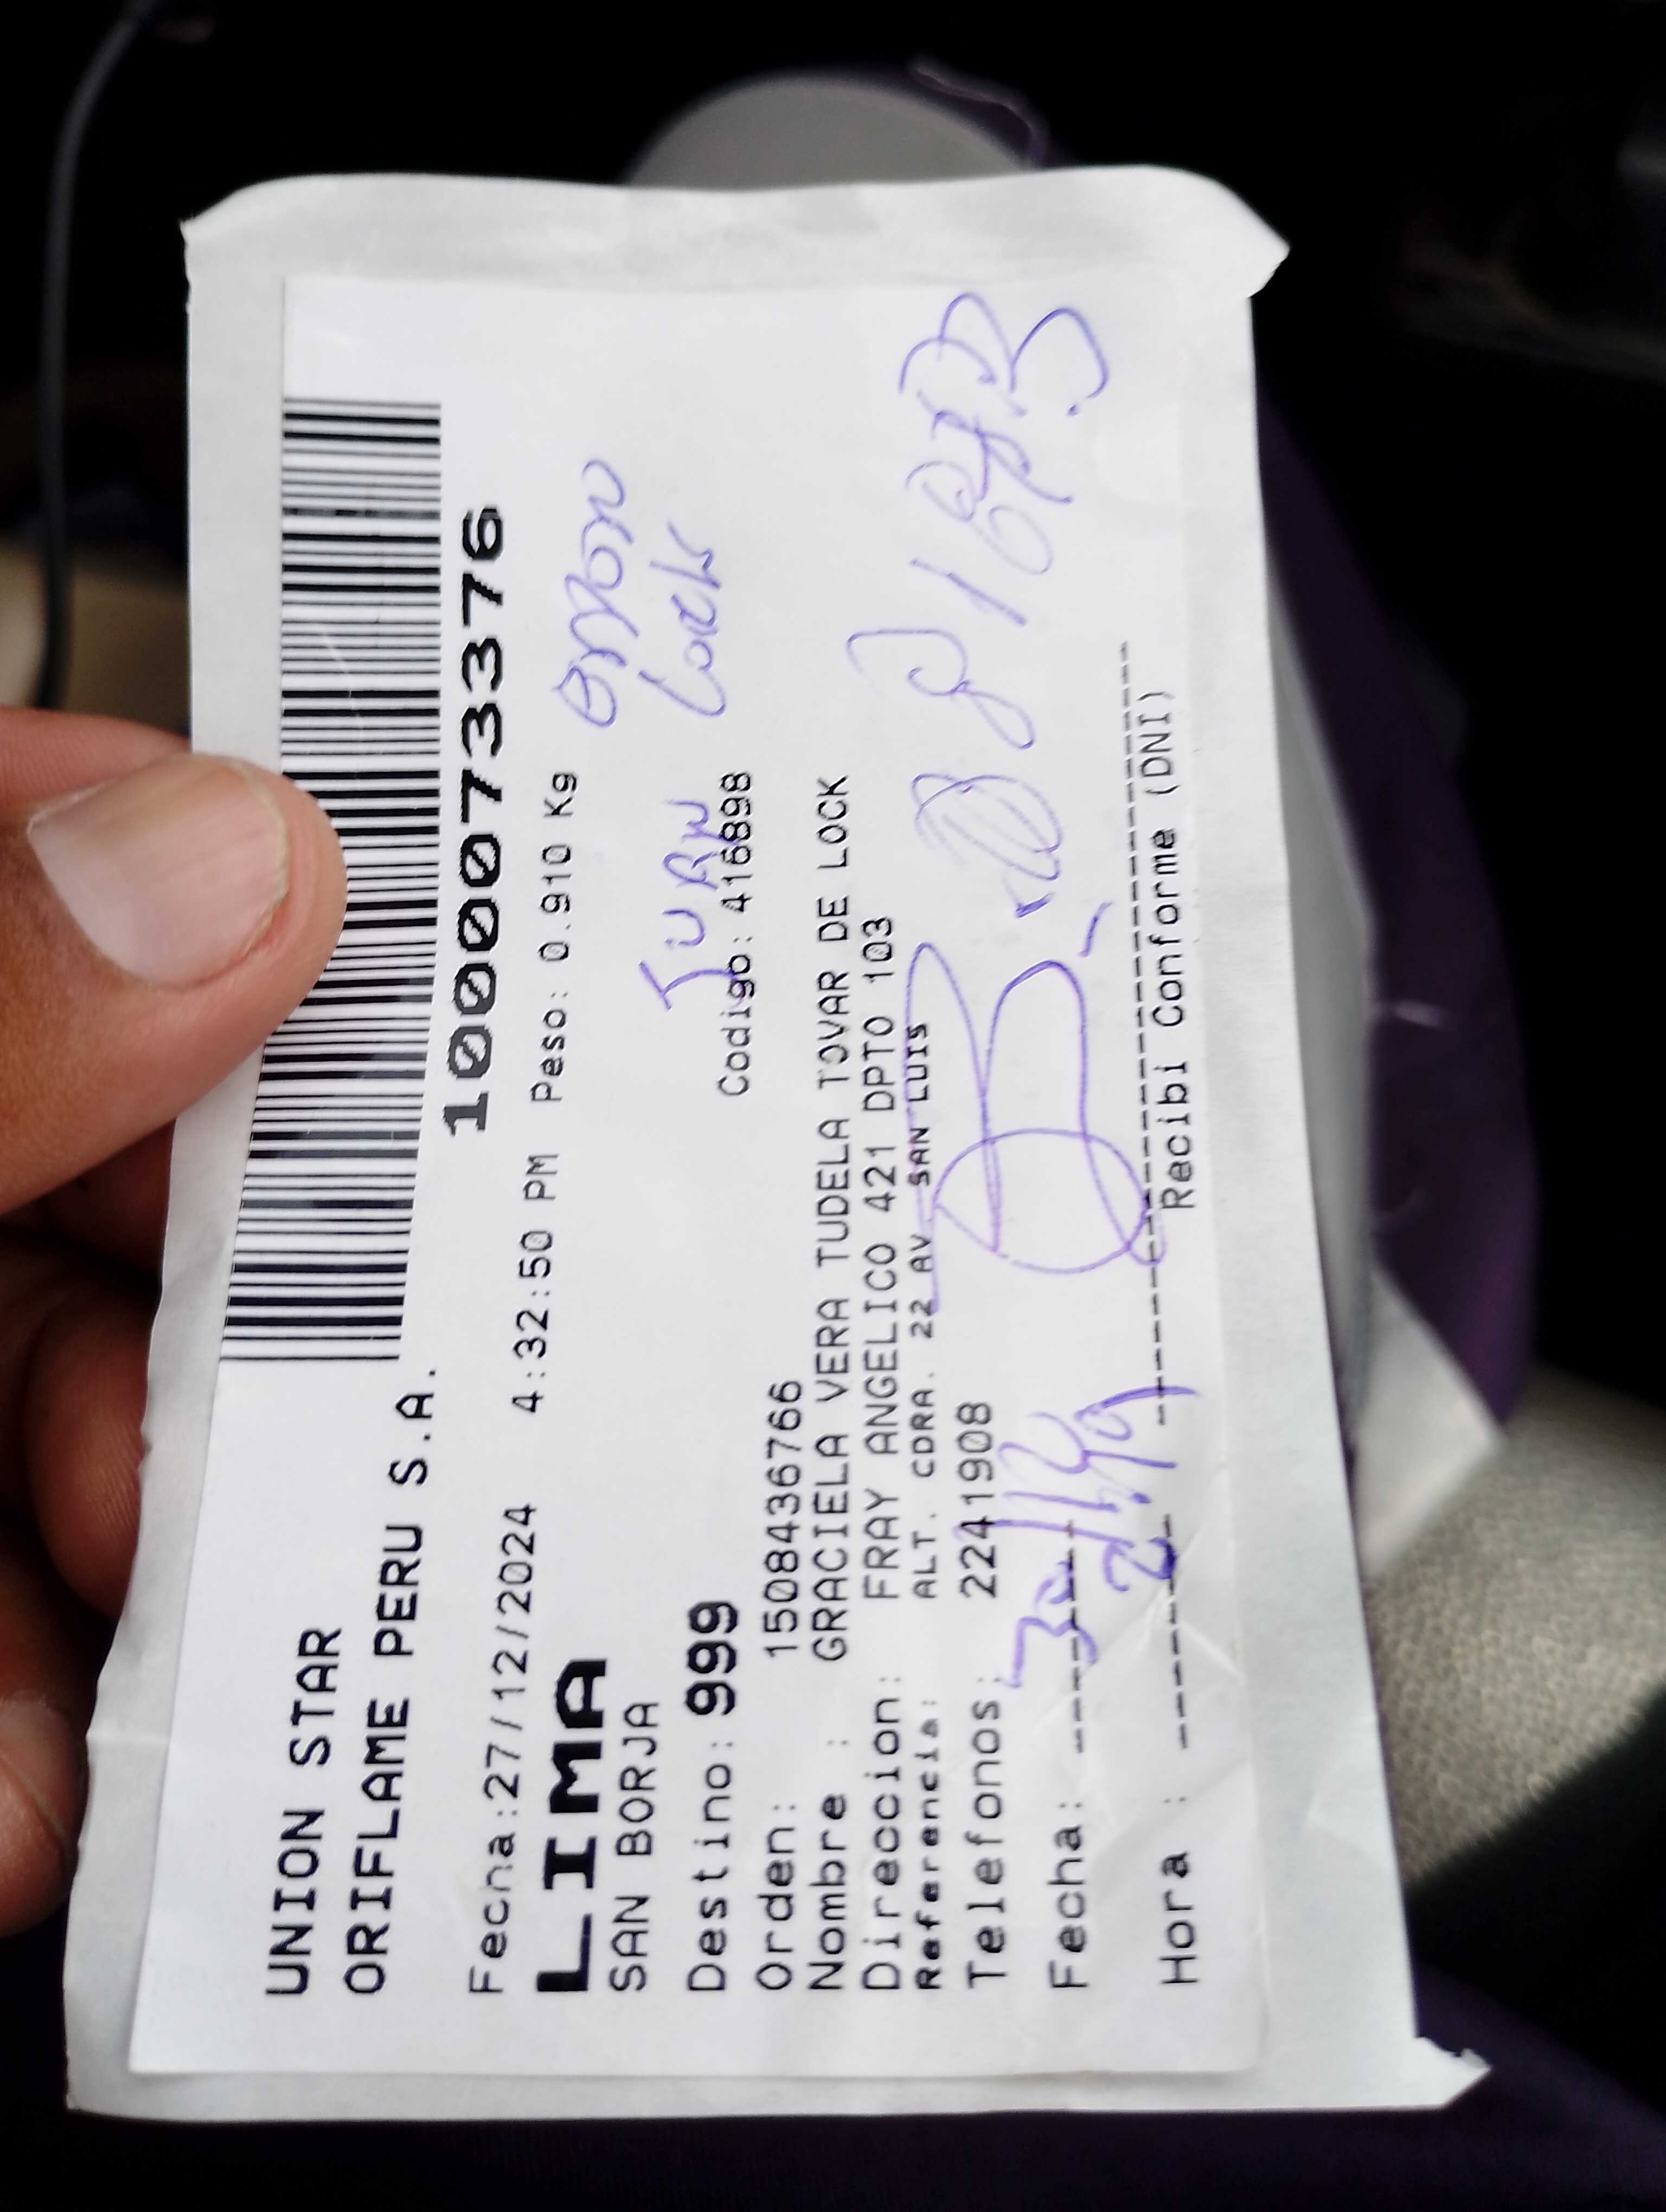 UNION STAR
ORIFLAME PERU S.A.
1000073376
Fecha:27/12/2024 4:32:50 PM Peso: 0.910 Kg
LIMA
SAN BORJA
Destino: 999
JUAN
Lock
Codigo: 416898
Orden: 1508436766
Nombre : GRACIELA VERA TUDELA TOVAR DE LOCK
Direccion: FRAY ANGELICO 421 DPTO 103
Referencia: ALT. CDRA. 22 AV SAN LUIS
Telefonos: 2241908
Fecha:
Hora :
Recibi Conforme (DNI)